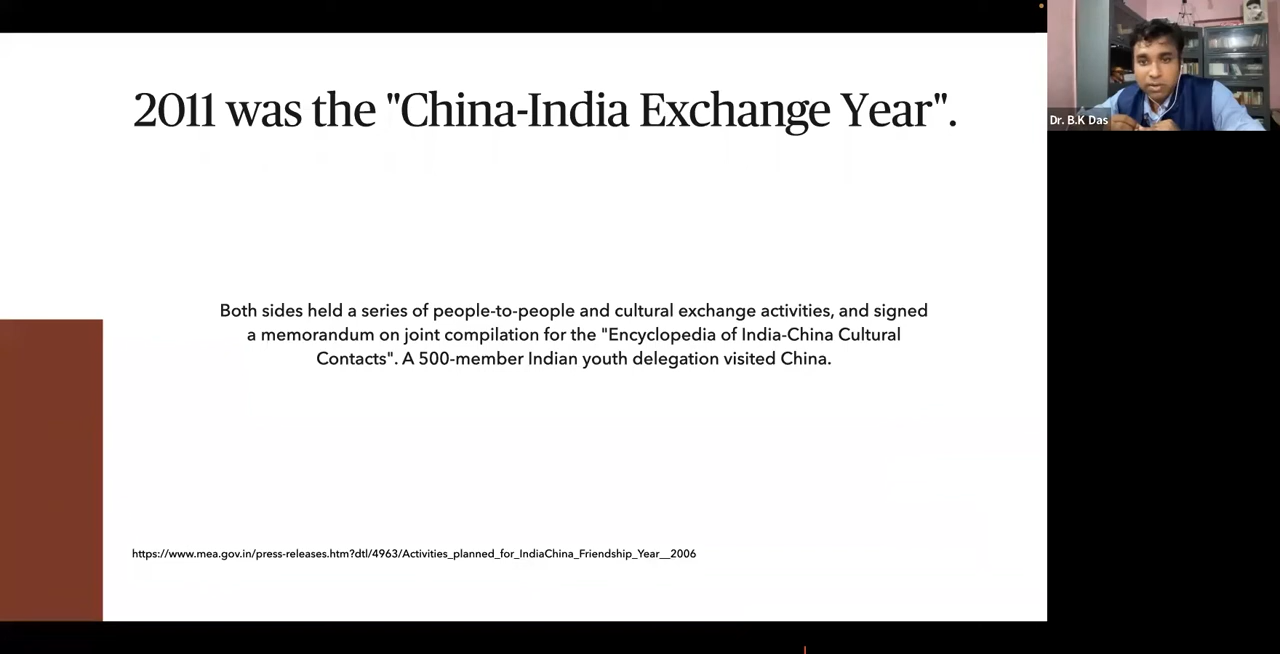 2011 was the "China-India Exchange Year".
Dr. B.K Das
Both sides held a series of people-to-people and cultural exchange activities, and signed
a memorandum on joint compilation for the "Encyclopedia of India-China Cultural
Contacts". A 500-member Indian youth delegation visited China.
https://www.mea.gov.in/press-releases.htm?dtl/4963/Activities_planned_for_IndiaChina_Friendship_Year__2006